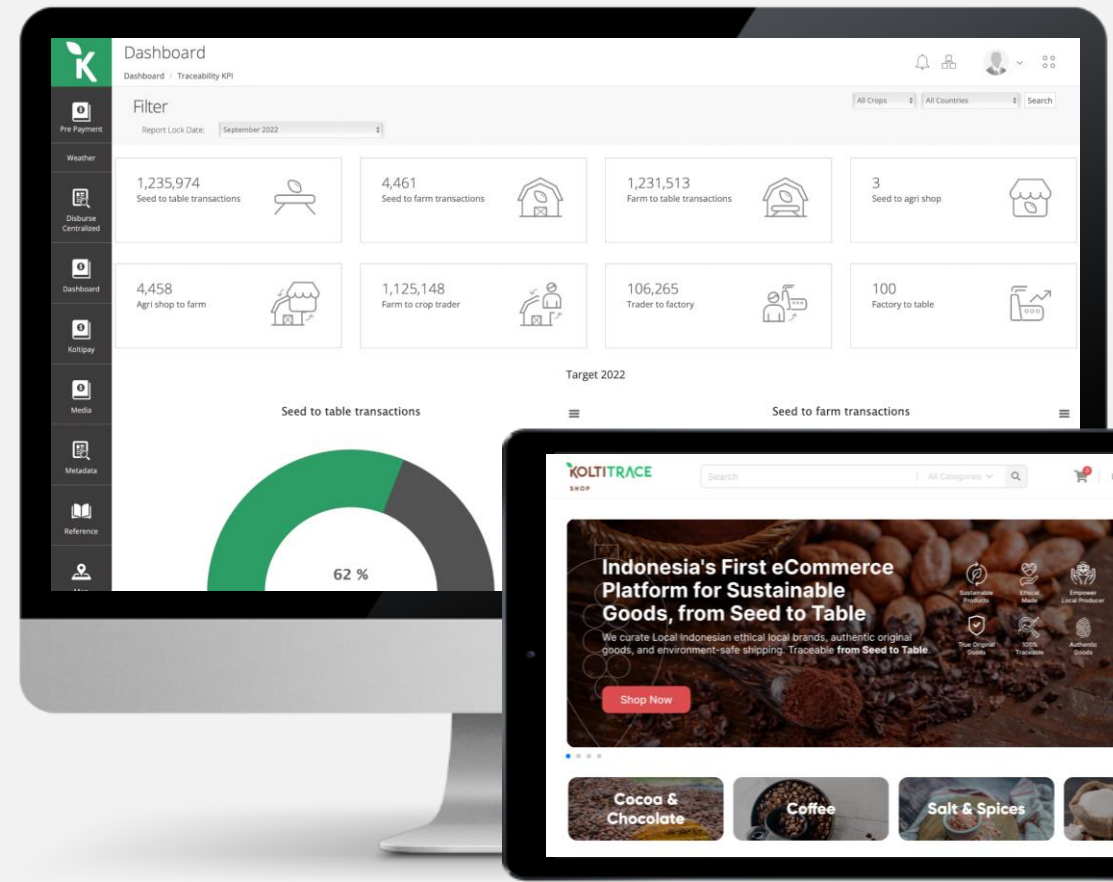 Dashboard
Dashboard / Traceability KPI
Filter
Report Lock Date: September 2022
All Crops All Countries Search
Pre Payment
Weather
Disburse
Centralized
Dashboard
Koltipay
Media
Metadata
Reference
1,235,974
Seed to table transactions
4,461
Seed to farm transactions
1,231,513
Farm to table transactions
3
Seed to agri shop
4,458
Agri shop to farm
1,125,148
Farm to crop trader
106,265
Trader to factory
100
Factory to table
Target 2022
Seed to table transactions
Seed to farm transactions
62 %
KOLTITRACE
SHOP
Search All Categories
Indonesia's First eCommerce
Platform for Sustainable
Goods, from Seed to Table
We curate Local Indonesian ethical local brands, authentic original
goods, and environment-safe shipping. Traceable from Seed to Table.
Shop Now
Sustainable
Products
Ethical
Made
Empower
Local Producer
True Original
Goods
100%
Traceable
Authentic
Goods
Cocoa &
Chocolate
Coffee
Salt & Spices